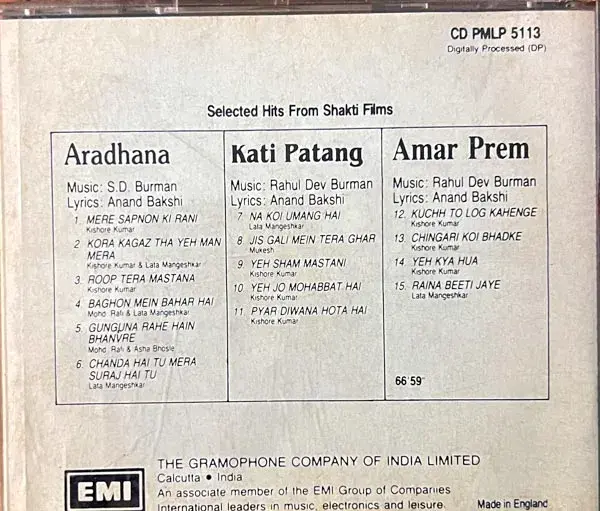 CD PMLP 5113
Digitally Processed (DP)
Selected Hits From Shakti Films
Aradhana
Music: S.D. Burman
Lyrics: Anand Bakshi
1. MERE SAPNON KI RANI
Kishore Kumar
2 KORA KAGAZ THA YEH MAN
MERA
Kishore Kumar & Lata Mangeshkar
3. ROOP TERA MASTANA
Kishore Kumar
4 BAGHON MEIN BAHAR HAI
Mohd. Rafi & Lata Mangeshkar
5. GUNGUNA RAHE HAIN
BHANVRE
Mohd. Rafi & Asha Bhosle
6. CHANDA HAI TU MERA
SURAJ HAI TU
Lata Mangeshkar
Kati Patang
Music: Rahul Dev Burman
Lyrics: Anand Bakshi
7. NA KOI UMANG HAI
Lata Mangeshkar
8 JIS GALI MEIN TERA GHAR
Mukesh
9. YEH SHAM MASTANI
Kishore Kumar
10. YEH JO MOHABBAT HAI
Kishore Kumar
11. PYAR DIWANA HOTA HAI
Kishore Kumar
Amar Prem
Music: Rahul Dev Burman
Lyrics: Anand Bakshi
12. KUCHH TO LOG KAHENGE
Kishore Kumar
13. CHINGARI KOI BHADKE
Kishore Kumar
14 YEH KYA HUA
Kishore Kumar
15. RAINA BEETI JAYE
Lata Mangeshkar
66'59"
EMI
THE GRAMOPHONE COMPANY OF INDIA LIMITED
Calcutta • India
An associate member of the EMI Group of Companies
International leaders in music, electronics and leisure.
Made in England